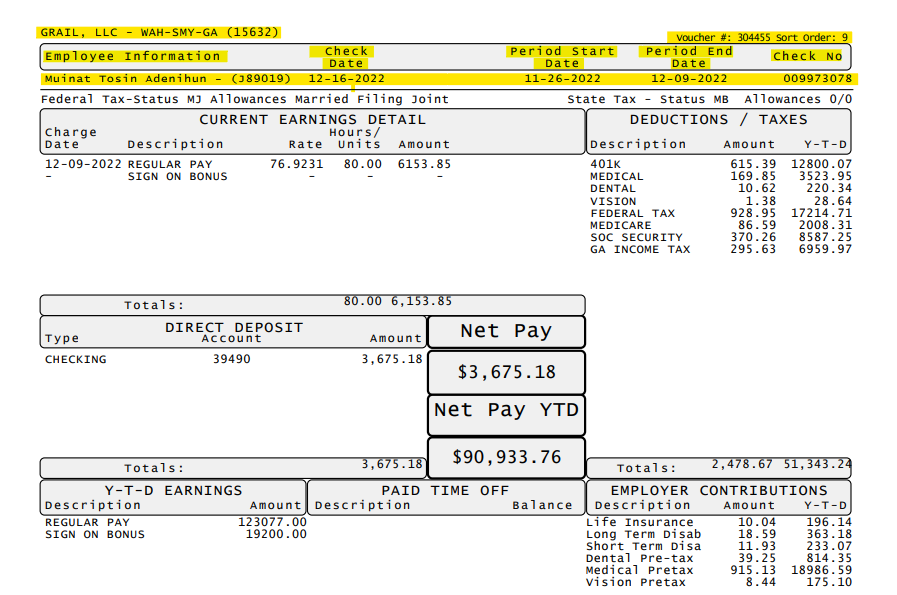 GRAIL, LLC - WAH-SMY-GA (15632)
Voucher #: 304455 Sort Order: 9
Employee Information Check Date Period Start Date Period End Date Check No
Muinat Tosin Adenihun - (J89019) 12-16-2022 11-26-2022 12-09-2022 009973078
Federal Tax-Status MJ Allowances Married Filing Joint State Tax - Status MB Allowances 0/0
CURRENT EARNINGS DETAIL
Charge Date Description Rate Hours/Units Amount
12-09-2022 REGULAR PAY 76.9231 80.00 6153.85
- SIGN ON BONUS - - -
Totals: 80.00 6,153.85
DEDUCTIONS / TAXES
Description Amount Y-T-D
401K 615.39 12800.07
MEDICAL 169.85 3523.95
DENTAL 10.62 220.34
VISION 1.38 28.64
FEDERAL TAX 928.95 17214.71
MEDICARE 86.59 2008.31
SOC SECURITY 370.26 8587.25
GA INCOME TAX 295.63 6959.97
DIRECT DEPOSIT
Type Account Amount
CHECKING 39490 3,675.18
Totals: 3,675.18
Net Pay
$3,675.18
Net Pay YTD
$90,933.76
Totals: 2,478.67 51,343.24
Y-T-D EARNINGS
Description Amount
REGULAR PAY 123077.00
SIGN ON BONUS 19200.00
PAID TIME OFF
Description Balance
EMPLOYER CONTRIBUTIONS
Description Amount Y-T-D
Life Insurance 10.04 196.14
Long Term Disab 18.59 363.18
Short Term Disa 11.93 233.07
Dental Pre-tax 39.25 814.35
Medical Pretax 915.13 18986.59
Vision Pretax 8.44 175.10